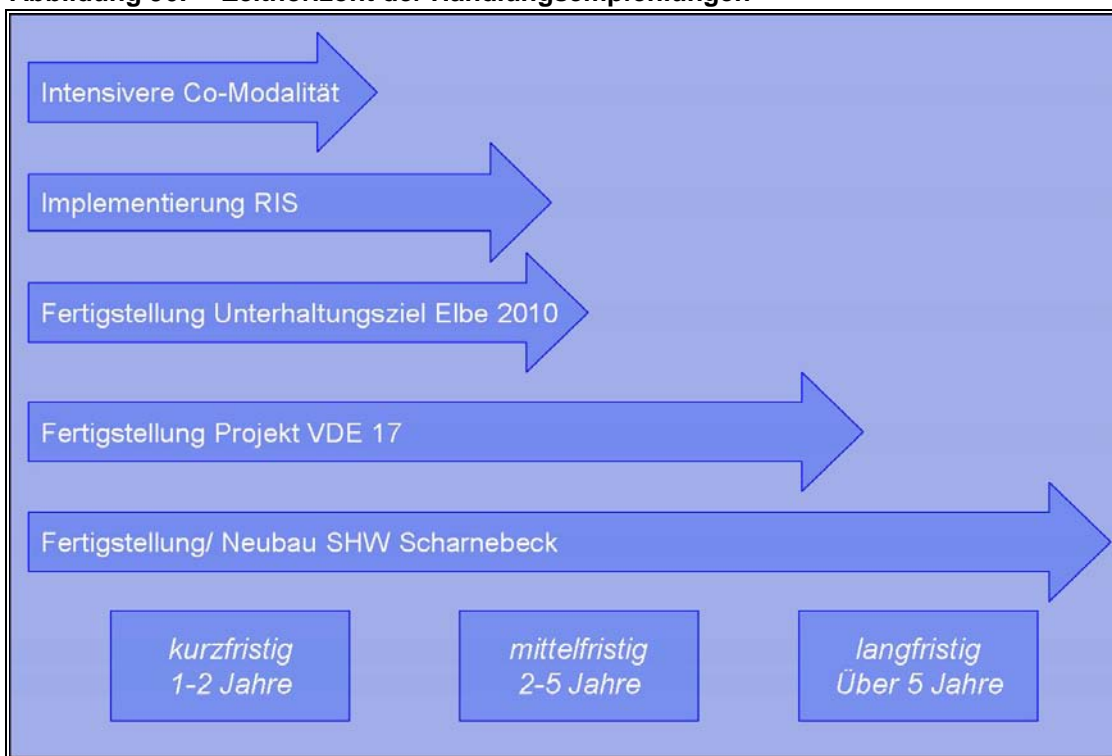 Intensivere Co-Modalität
Implementierung RIS
Fertigstellung Unterhaltungsziel Elbe 2010
Fertigstellung Projekt VDE 17
Fertigstellung/ Neubau SHW Scharnebeck
kurzfristig
1-2 Jahre
mittelfristig
2-5 Jahre
langfristig
Über 5 Jahre